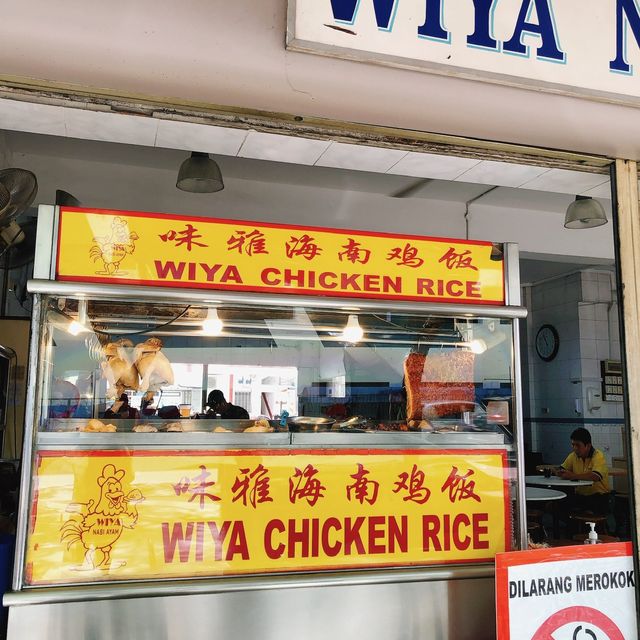 WIYA N
味雅海南鸡饭
WIYA CHICKEN RICE
味雅海南鸡饭
WIYA CHICKEN RICE
WIYA
NASI AYAM
DILARANG MEROKOK